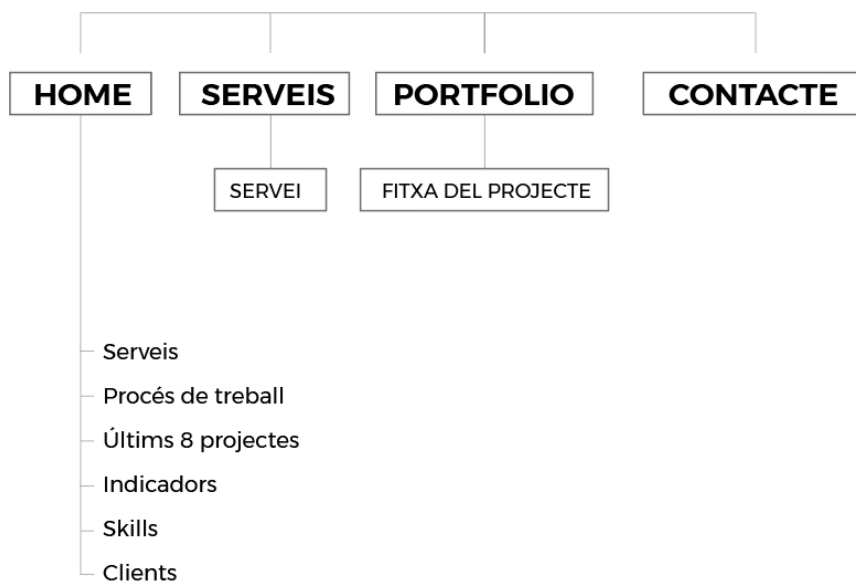 HOME
SERVEIS
PORTFOLIO
CONTACTE
SERVEI
FITXA DEL PROJECTE
Serveis
Procés de treball
Últims 8 projectes
Indicadors
Skills
Clients